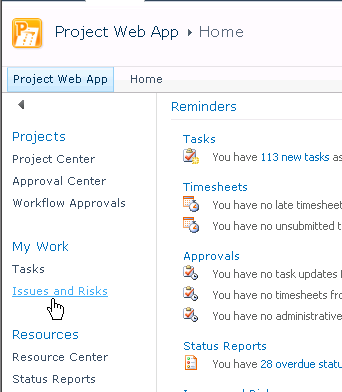 Project Web App ▸ Home
Project Web App
Home
Projects
Project Center
Approval Center
Workflow Approvals
My Work
Tasks
Issues and Risks
Resources
Resource Center
Status Reports
Reminders
Tasks
You have 113 new tasks as
Timesheets
You have no late timesheet
You have no unsubmitted t
Approvals
You have no task updates
You have no timesheets fro
You have no administrative
Status Reports
You have 28 overdue statu